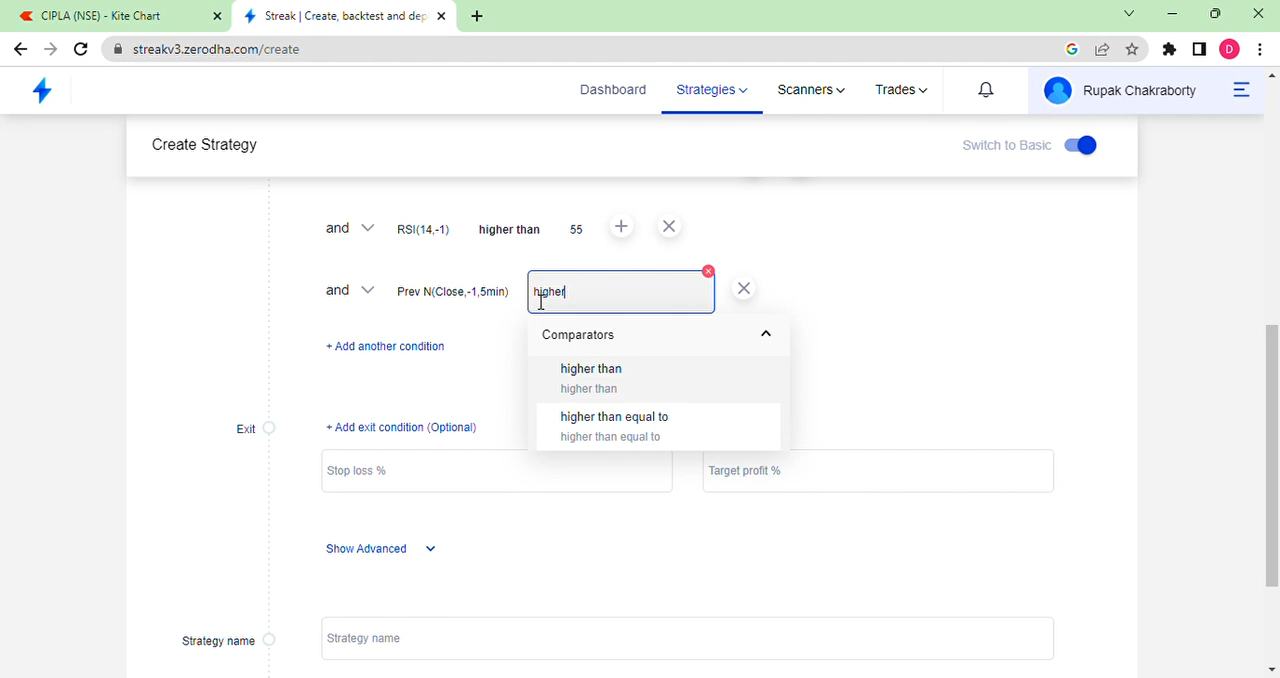 CIPLA (NSE) - Kite Chart
Streak | Create, backtest and dep
streakv3.zerodha.com/create
D
Dashboard Strategies Scanners Trades Rupak Chakraborty
Create Strategy Switch to Basic
and RSI(14,-1) higher than 55
and Prev N(Close,-1,5min) higher
Comparators
+ Add another condition
higher than
higher than
higher than equal to
higher than equal to
Exit + Add exit condition (Optional)
Stop loss % Target profit %
Show Advanced
Strategy name Strategy name